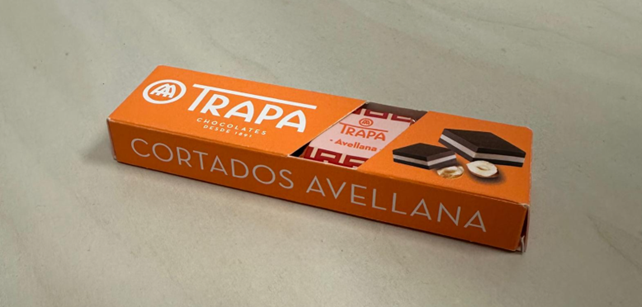 TRAPA
CHOCOLATES
DESDE 1891
TRAPA
• Avellana
CORTADOS AVELLANA